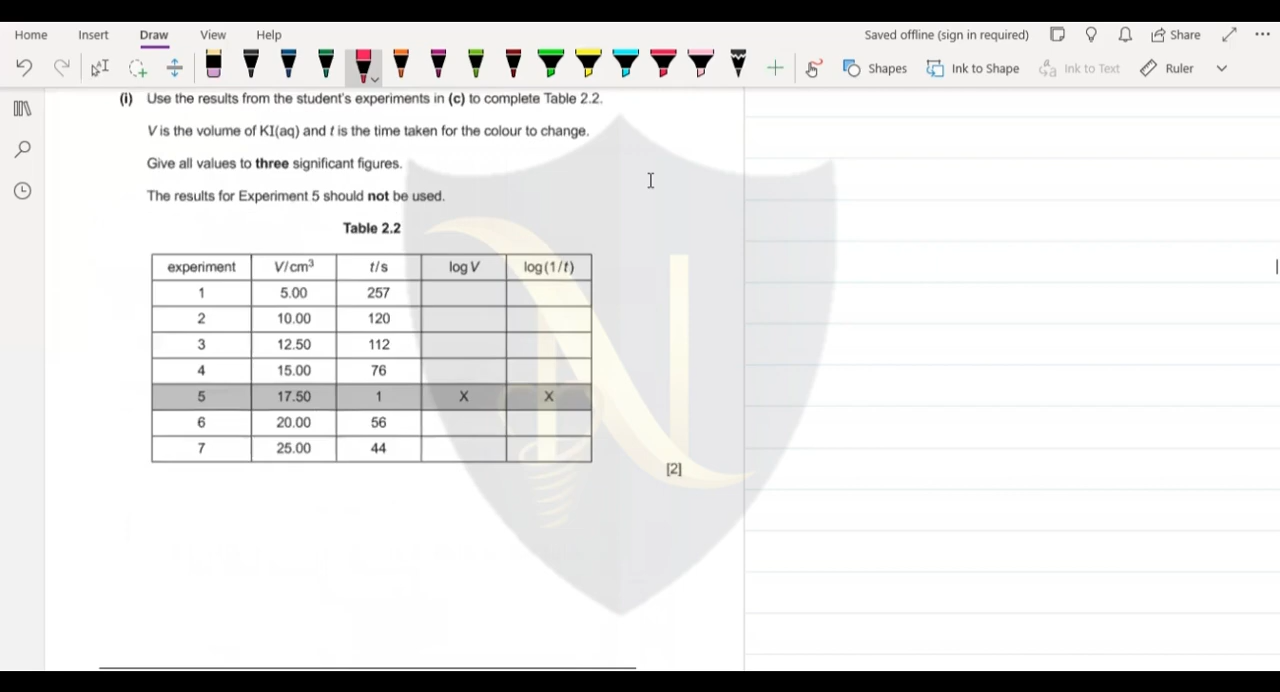 Home Insert Draw View Help Saved offline (sign in required) Share
Shapes Ink to Shape Ink to Text Ruler
(i) Use the results from the student's experiments in (c) to complete Table 2.2.
V is the volume of KI(aq) and t is the time taken for the colour to change.
Give all values to three significant figures.
The results for Experiment 5 should not be used.
Table 2.2
experiment V/cm³ t/s log V log(1/t)
1 5.00 257
2 10.00 120
3 12.50 112
4 15.00 76
5 17.50 1 X X
6 20.00 56
7 25.00 44
[2]